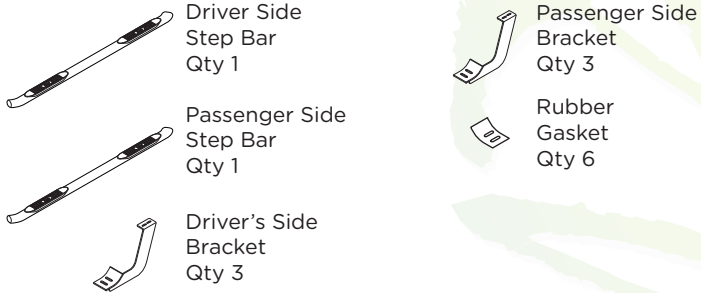 Driver Side
Step Bar
Qty 1
Passenger Side
Step Bar
Qty 1
Driver's Side
Bracket
Qty 3
Passenger Side
Bracket
Qty 3
Rubber
Gasket
Qty 6